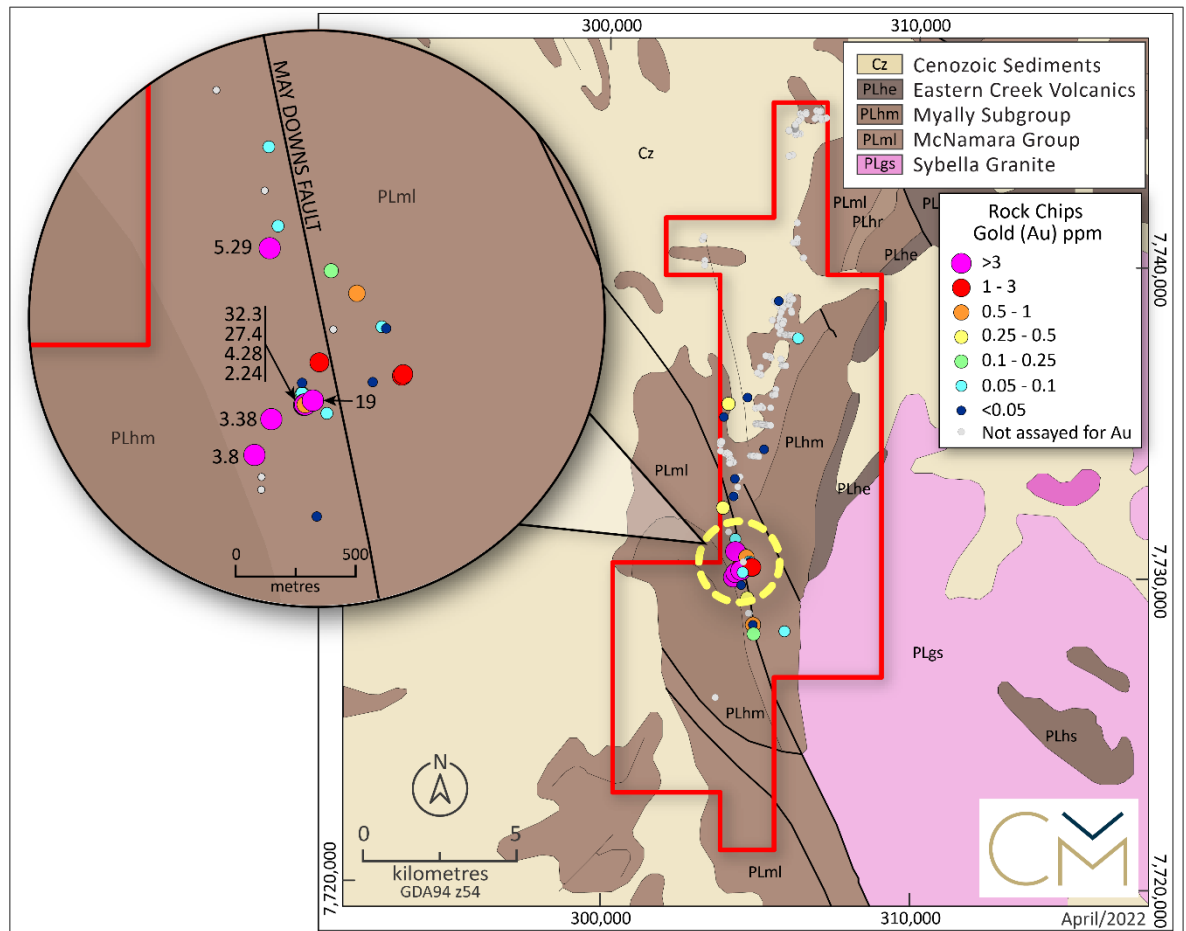 300,000
310,000
Cz Cenozoic Sediments
PLhe Eastern Creek Volcanics
PLhm Myally Subgroup
PLml McNamara Group
PLgs Sybella Granite
Rock Chips
Gold (Au) ppm
>3
1 - 3
0.5 - 1
0.25 - 0.5
0.1 - 0.25
0.05 - 0.1
<0.05
Not assayed for Au
MAY DOWNS FAULT
PLml
5.29
32.3
27.4
4.28
2.24
19
3.38
3.8
PLhm
0 500
metres
Cz
PLml
PLhr
PL
PLhe
7,740,000
PLhm
PLml
PLhe
7,730,000
7,730,000
PLgs
PLhm
PLhs
N
0 5
kilometres
GDA94 z54
PLml
CM
7,720,000
7,720,000
300,000
310,000
April/2022